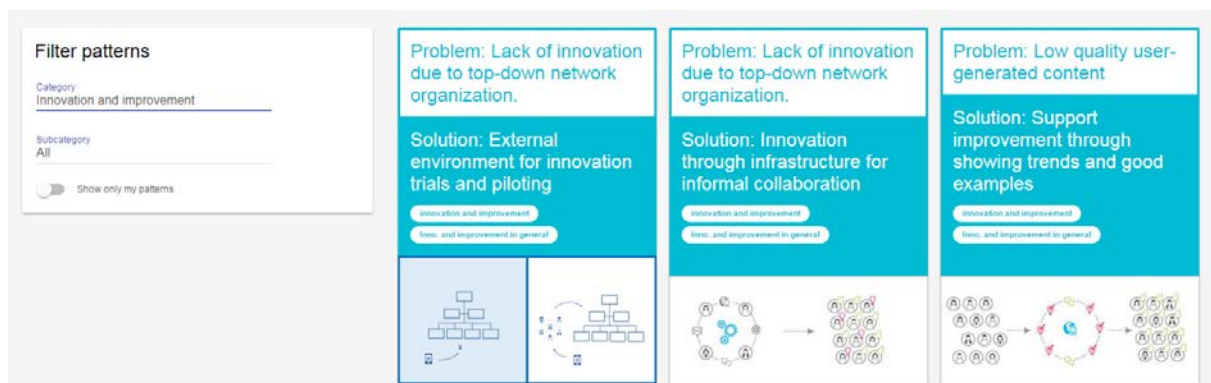 Filter patterns
Category
Innovation and improvement
Subcategory
All
Show only my patterns
Problem: Lack of innovation
due to top-down network
organization.
Solution: External
environment for innovation
trials and piloting
innovation and improvement
Inno. and improvement in general
Problem: Lack of innovation
due to top-down network
organization.
Solution: Innovation
through infrastructure for
informal collaboration
innovation and improvement
Inno. and improvement in general
Problem: Low quality user-
generated content
Solution: Support
improvement through
showing trends and good
examples
innovation and improvement
Inno. and improvement in general